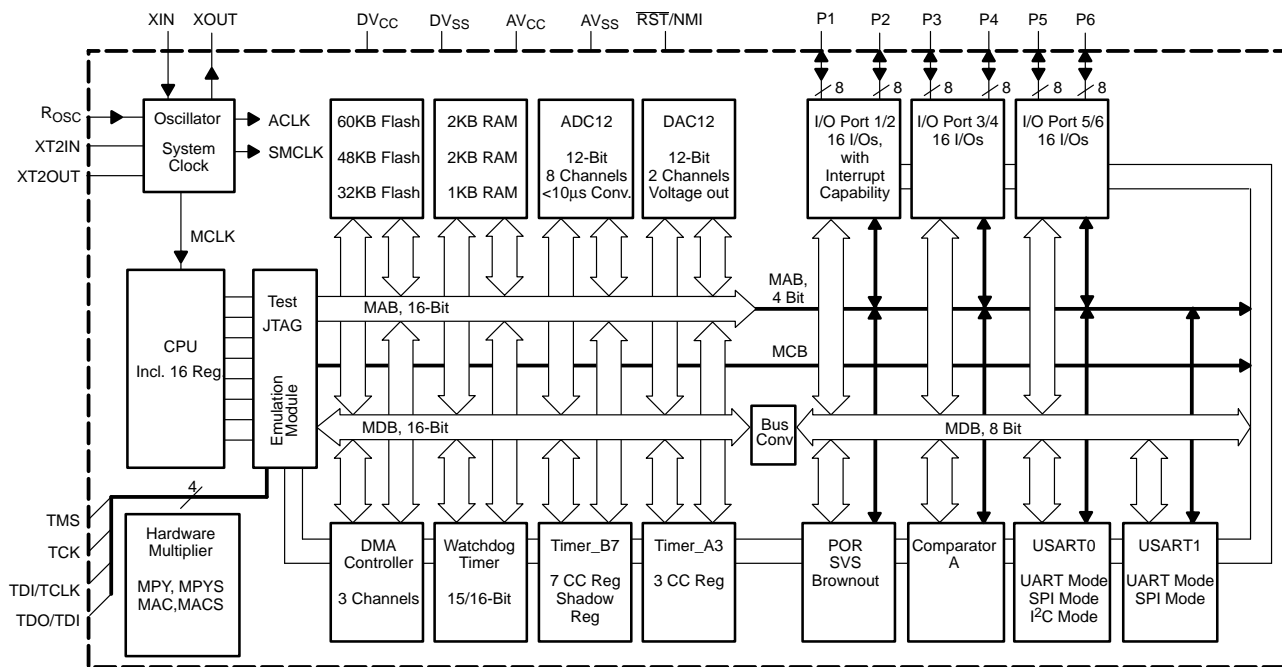 XIN
XOUT
DVCC
DVSS
AVCC
AVSS
RST/NMI
P1
P2
P3
P4
P5
P6
8
8
8
8
8
8
ROSC
XT2IN
XT2OUT
Oscillator
System
Clock
ACLK
SMCLK
60KB Flash
48KB Flash
32KB Flash
2KB RAM
2KB RAM
1KB RAM
ADC12
12-Bit
8 Channels
<10µs Conv.
DAC12
12-Bit
2 Channels
Voltage out
I/O Port 1/2
16 I/Os,
with
Interrupt
Capability
I/O Port 3/4
16 I/Os
I/O Port 5/6
16 I/Os
MCLK
CPU
Incl. 16 Reg.
Test
JTAG
Emulation
Module
MAB, 16-Bit
MAB,
4 Bit
MCB
MDB, 16-Bit
Bus
Conv
MDB, 8 Bit
4
TMS
TCK
TDI/TCLK
TDO/TDI
Hardware
Multiplier
MPY, MPYS
MAC,MACS
DMA
Controller
3 Channels
Watchdog
Timer
15/16-Bit
Timer_B7
7 CC Reg
Shadow
Reg
Timer_A3
3 CC Reg
POR
SVS
Brownout
Comparator
A
USART0
UART Mode
SPI Mode
I²C Mode
USART1
UART Mode
SPI Mode